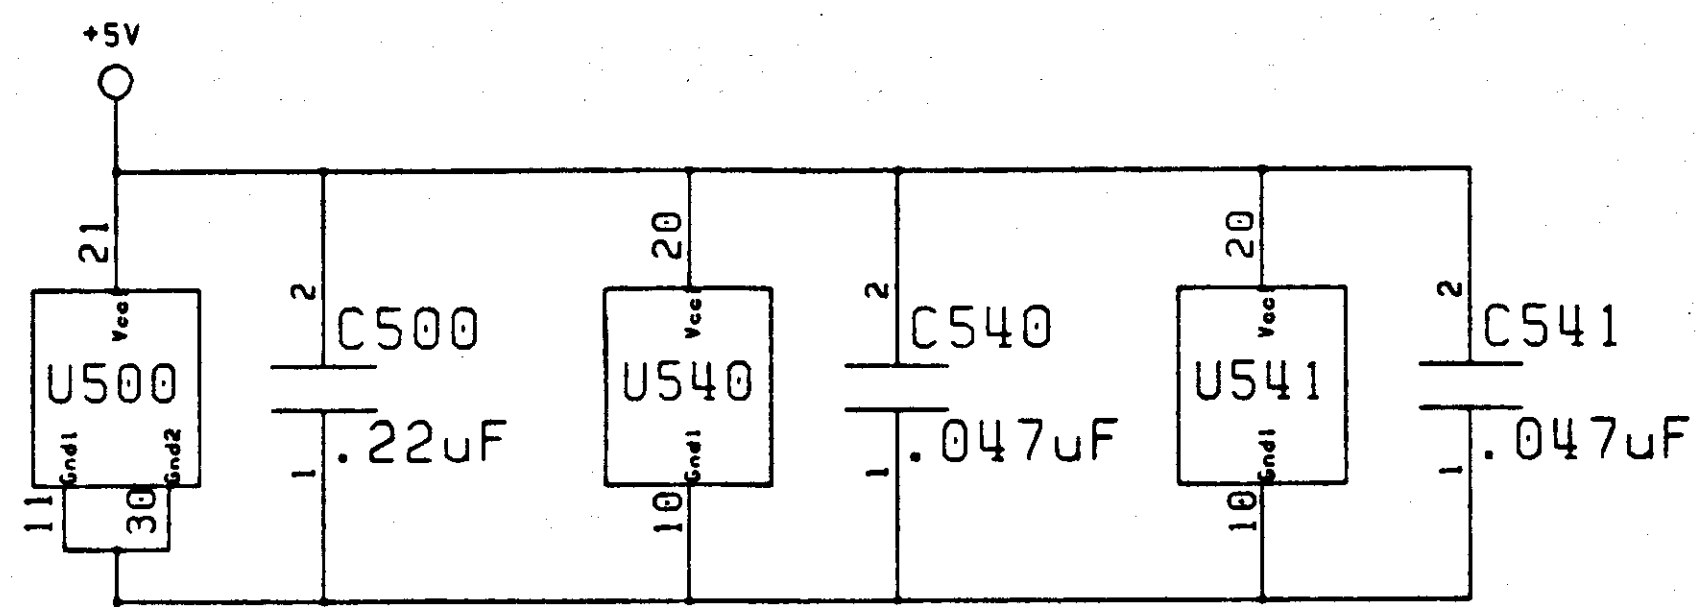 +5V
21
20
20
2
2
2
Vcc
Vcc
Vcc
C500
C540
C541
U500
U540
U541
.22uF
.047uF
.047uF
Gnd1
Gnd2
Gnd1
Gnd1
1
1
1
11
30
10
10